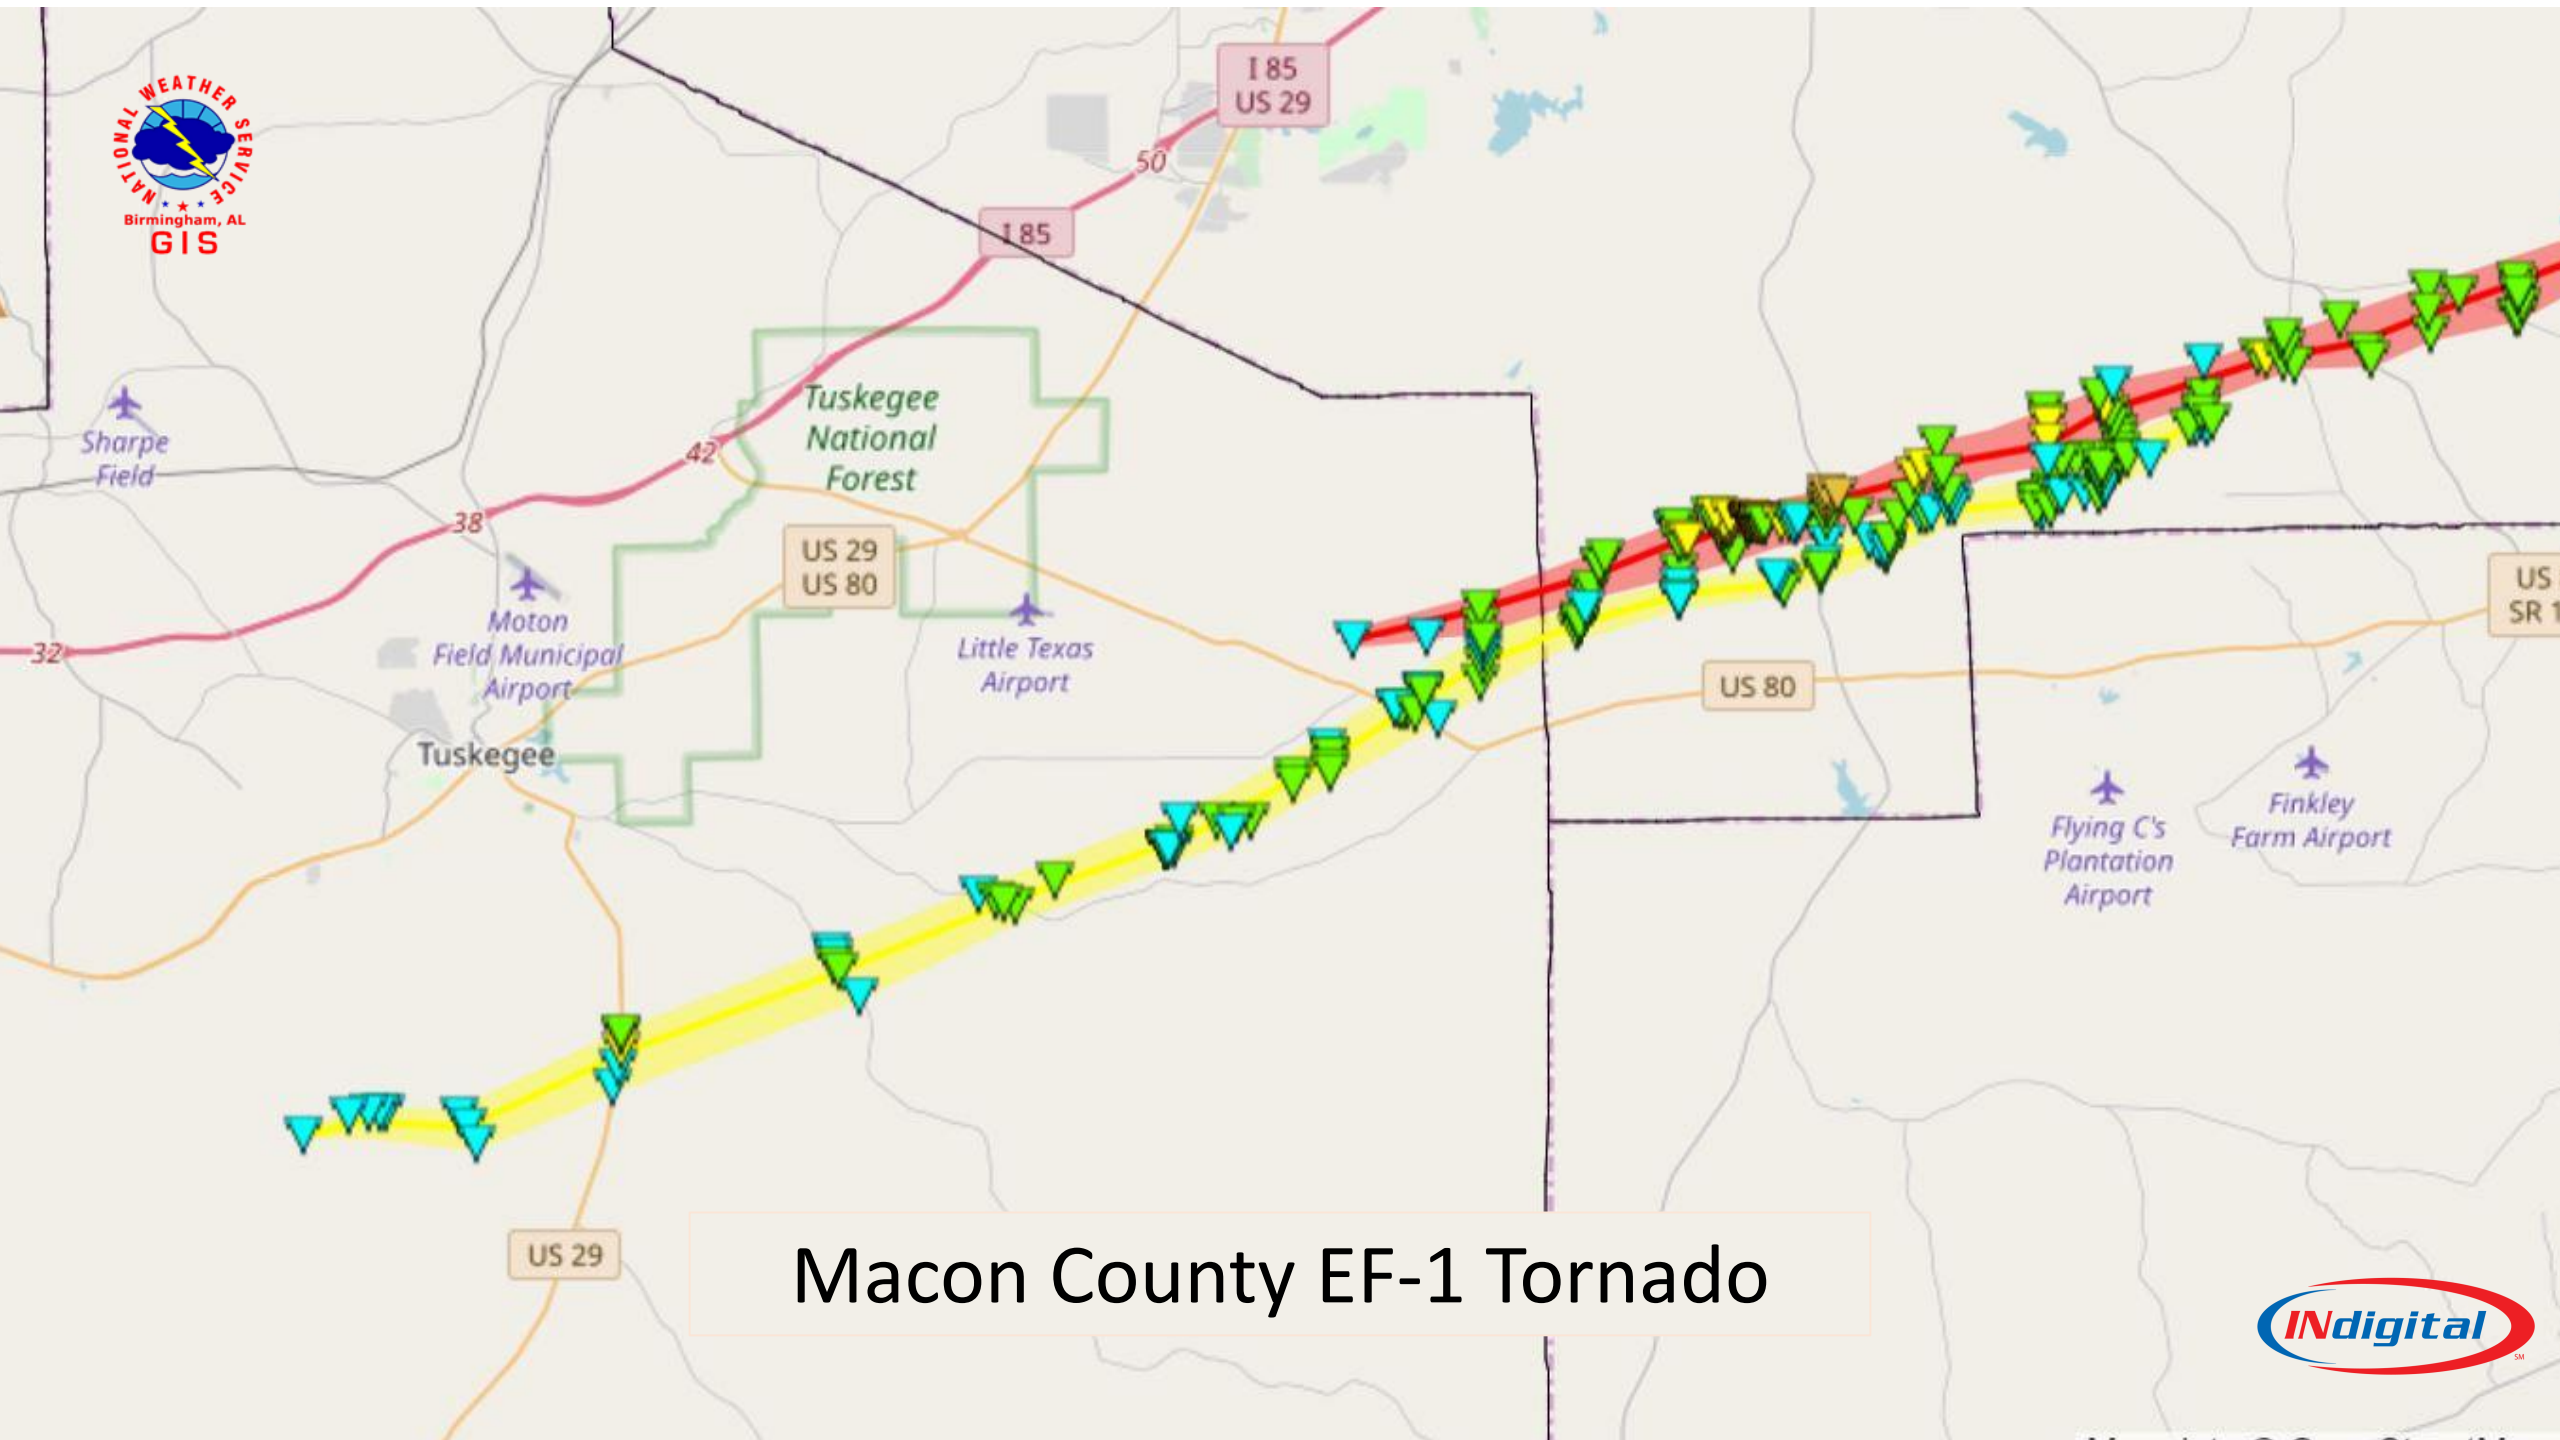 I 85
US 29
NATIONAL WEATHER SERVICE
50
Birmingham, AL
GIS
I 85
Tuskegee
National
Forest
Sharpe
Field
42
38
US 29
US 80
US
SR 1
Moton
Field Municipal
Airport
Little Texas
Airport
32
US 80
Tuskegee
Flying C's
Plantation
Airport
Finkley
Farm Airport
US 29
Macon County EF-1 Tornado
INdigital
SM